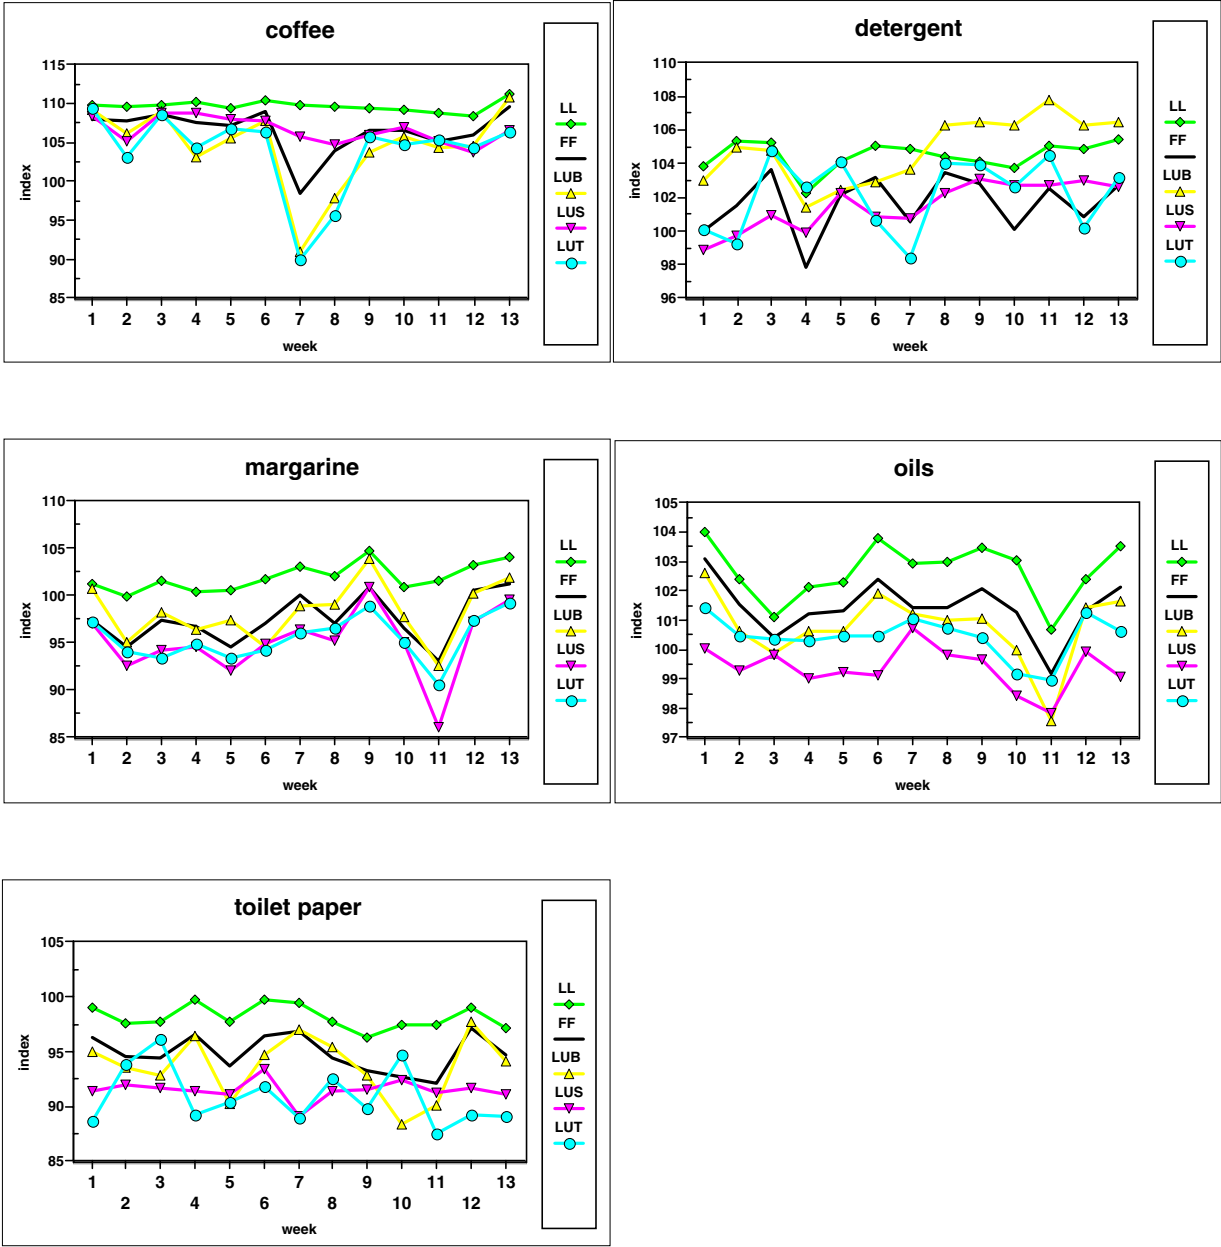 coffee
115
110
105
100
95
90
85
index
1 2 3 4 5 6 7 8 9 10 11 12 13
week
LL
FF
LUB
LUS
LUT
detergent
110
108
106
104
102
100
98
96
index
1 2 3 4 5 6 7 8 9 10 11 12 13
week
LL
FF
LUB
LUS
LUT
margarine
110
105
100
95
90
85
index
1 2 3 4 5 6 7 8 9 10 11 12 13
week
LL
FF
LUB
LUS
LUT
oils
105
104
103
102
101
100
99
98
97
index
1 2 3 4 5 6 7 8 9 10 11 12 13
week
LL
FF
LUB
LUS
LUT
toilet paper
105
100
95
90
85
index
1 3 4 5 7 8 9 11 13
2 6 10 12
week
LL
FF
LUB
LUS
LUT